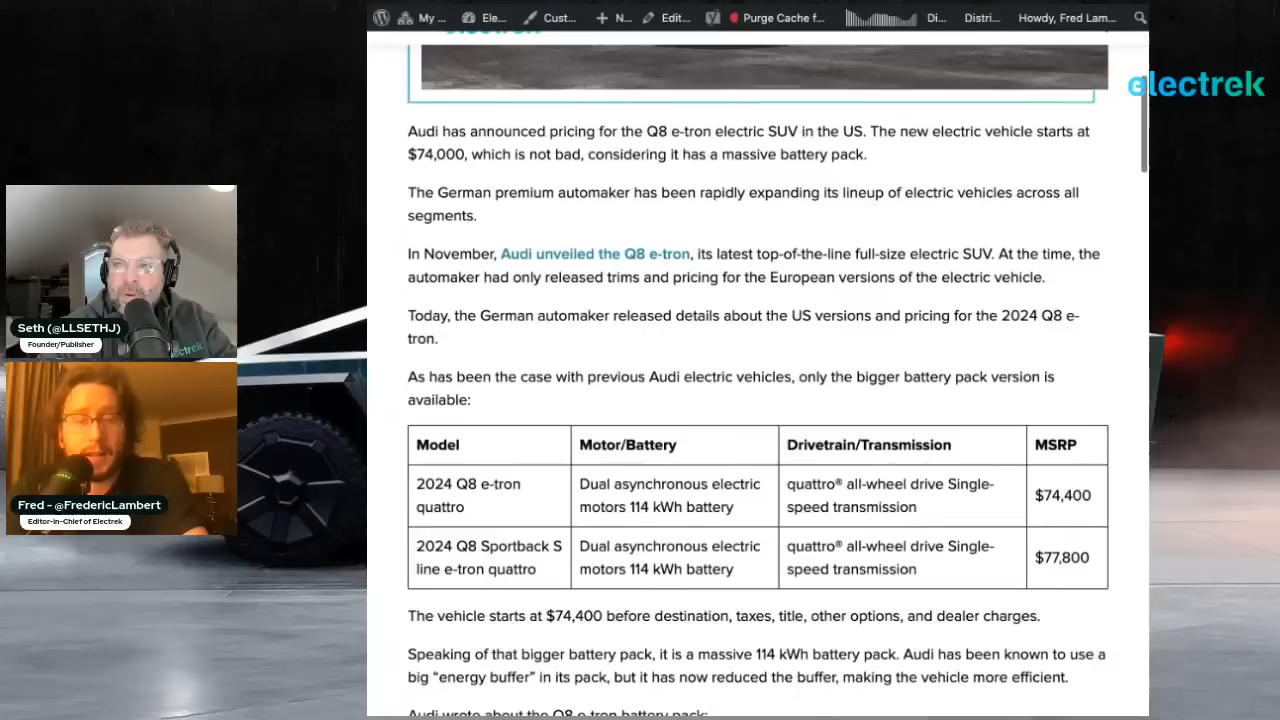 My ...
Ele...
Cust...
N...
Edit...
Purge Cache f...
Di...
Distri...
Howdy, Fred Lam...
electrek
Audi has announced pricing for the Q8 e-tron electric SUV in the US. The new electric vehicle starts at
$74,000, which is not bad, considering it has a massive battery pack.
The German premium automaker has been rapidly expanding its lineup of electric vehicles across all
segments.
In November, Audi unveiled the Q8 e-tron, its latest top-of-the-line full-size electric SUV. At the time, the
automaker had only released trims and pricing for the European versions of the electric vehicle.
Today, the German automaker released details about the US versions and pricing for the 2024 Q8 e-
tron.
As has been the case with previous Audi electric vehicles, only the bigger battery pack version is
available:
Model Motor/Battery Drivetrain/Transmission MSRP
2024 Q8 e-tron Dual asynchronous electric quattro® all-wheel drive Single- $74,400
quattro motors 114 kWh battery speed transmission
2024 Q8 Sportback S Dual asynchronous electric quattro® all-wheel drive Single- $77,800
line e-tron quattro motors 114 kWh battery speed transmission
The vehicle starts at $74,400 before destination, taxes, title, other options, and dealer charges.
Speaking of that bigger battery pack, it is a massive 114 kWh battery pack. Audi has been known to use a
big “energy buffer” in its pack, but it has now reduced the buffer, making the vehicle more efficient.
Audi wrote about the Q8 e-tron battery pack:
Seth (@LLSETHJ)
Founder/Publisher
ectrek
Fred - @FredericLambert
Editor-in-Chief of Electrek